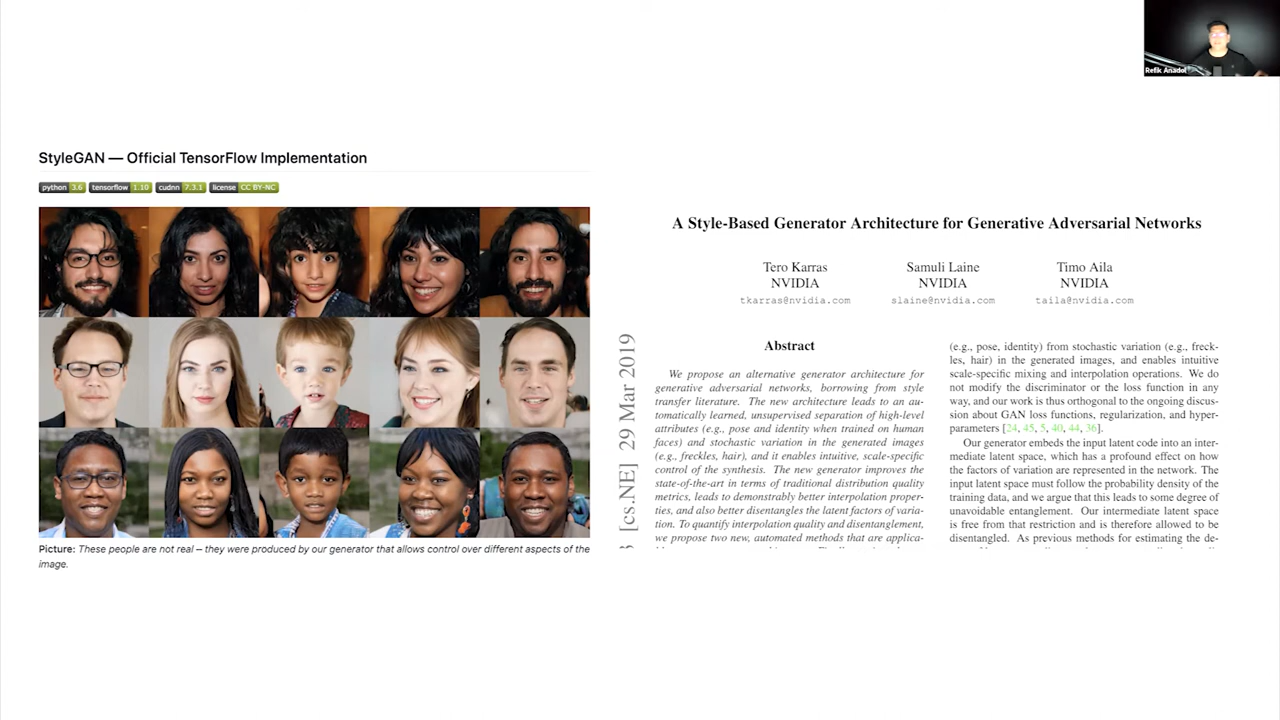 Refik Anadol
StyleGAN — Official TensorFlow Implementation
python 3.6 tensorflow 1.10 cudnn 7.3.1 license CC BY-NC
Picture: These people are not real – they were produced by our generator that allows control over different aspects of the
image.
A Style-Based Generator Architecture for Generative Adversarial Networks
Tero Karras
NVIDIA
tkarras@nvidia.com
Samuli Laine
NVIDIA
slaine@nvidia.com
Timo Aila
NVIDIA
taila@nvidia.com
[cs.NE] 29 Mar 2019
Abstract
We propose an alternative generator architecture for
generative adversarial networks, borrowing from style
transfer literature. The new architecture leads to an au-
tomatically learned, unsupervised separation of high-level
attributes (e.g., pose and identity when trained on human
faces) and stochastic variation in the generated images
(e.g., freckles, hair), and it enables intuitive, scale-specific
control of the synthesis. The new generator improves the
state-of-the-art in terms of traditional distribution quality
metrics, leads to demonstrably better interpolation proper-
ties, and also better disentangles the latent factors of varia-
tion. To quantify interpolation quality and disentanglement,
we propose two new, automated methods that are applica-
(e.g., pose, identity) from stochastic variation (e.g., freck-
les, hair) in the generated images, and enables intuitive
scale-specific mixing and interpolation operations. We do
not modify the discriminator or the loss function in any
way, and our work is thus orthogonal to the ongoing discus-
sion about GAN loss functions, regularization, and hyper-
parameters [24, 45, 5, 40, 44, 36].
Our generator embeds the input latent code into an inter-
mediate latent space, which has a profound effect on how
the factors of variation are represented in the network. The
input latent space must follow the probability density of the
training data, and we argue that this leads to some degree of
unavoidable entanglement. Our intermediate latent space
is free from that restriction and is therefore allowed to be
disentangled. As previous methods for estimating the de-